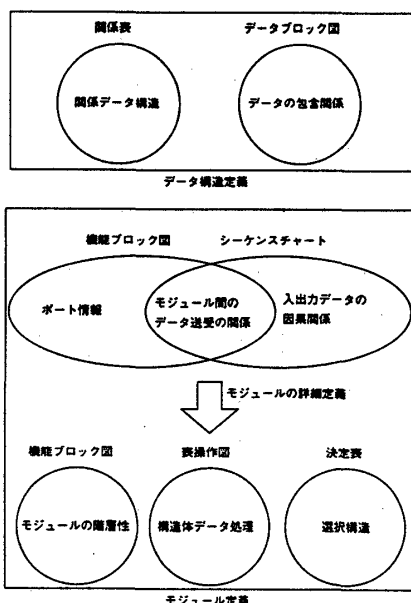 関係表
データブロック図
関係データ構造
データの包含関係
データ構造定義
機能ブロック図
シーケンスチャート
ポート情報
モジュール間の
データ送受の関係
入出力データの
因果関係
モジュールの詳細定義
機能ブロック図
表操作図
決定表
モジュールの階層性
構造体データ処理
選択構造
モジュール定義